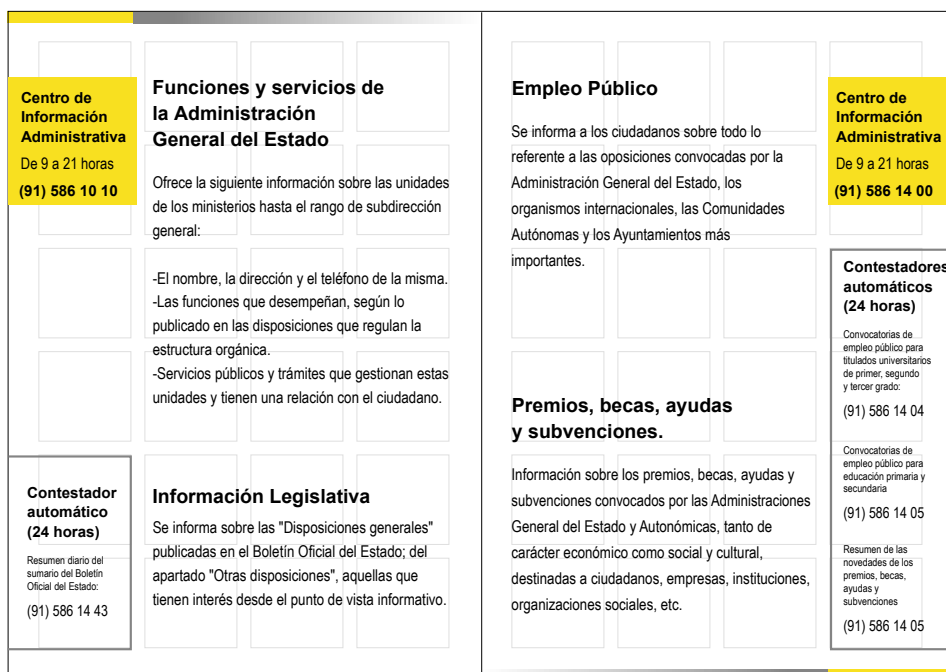 Centro de
Información
Administrativa
De 9 a 21 horas
(91) 586 10 10
Funciones y servicios de
la Administración
General del Estado
Ofrece la siguiente información sobre las unidades
de los ministerios hasta el rango de subdirección
general:
-El nombre, la dirección y el teléfono de la misma.
-Las funciones que desempeñan, según lo
publicado en las disposiciones que regulan la
estructura orgánica.
-Servicios públicos y trámites que gestionan estas
unidades y tienen una relación con el ciudadano.
Contestador
automático
(24 horas)
Resumen diario del
sumario del Boletín
Oficial del Estado:
(91) 586 14 43
Información Legislativa
Se informa sobre las "Disposiciones generales"
publicadas en el Boletín Oficial del Estado; del
apartado "Otras disposiciones", aquellas que
tienen interés desde el punto de vista informativo.
Empleo Público
Se informa a los ciudadanos sobre todo lo
referente a las oposiciones convocadas por la
Administración General del Estado, los
organismos internacionales, las Comunidades
Autónomas y los Ayuntamientos más
importantes.
Premios, becas, ayudas
y subvenciones.
Información sobre los premios, becas, ayudas y
subvenciones convocados por las Administraciones
General del Estado y Autonómicas, tanto de
carácter económico como social y cultural,
destinadas a ciudadanos, empresas, instituciones,
organizaciones sociales, etc.
Centro de
Información
Administrativa
De 9 a 21 horas
(91) 586 14 00
Contestadores
automáticos
(24 horas)
Convocatorias de
empleo público para
titulados universitarios
de primer, segundo
y tercer grado:
(91) 586 14 04
Convocatorias de
empleo público para
educación primaria y
secundaria
(91) 586 14 05
Resumen de las
novedades de los
premios, becas,
ayudas y
subvenciones
(91) 586 14 05